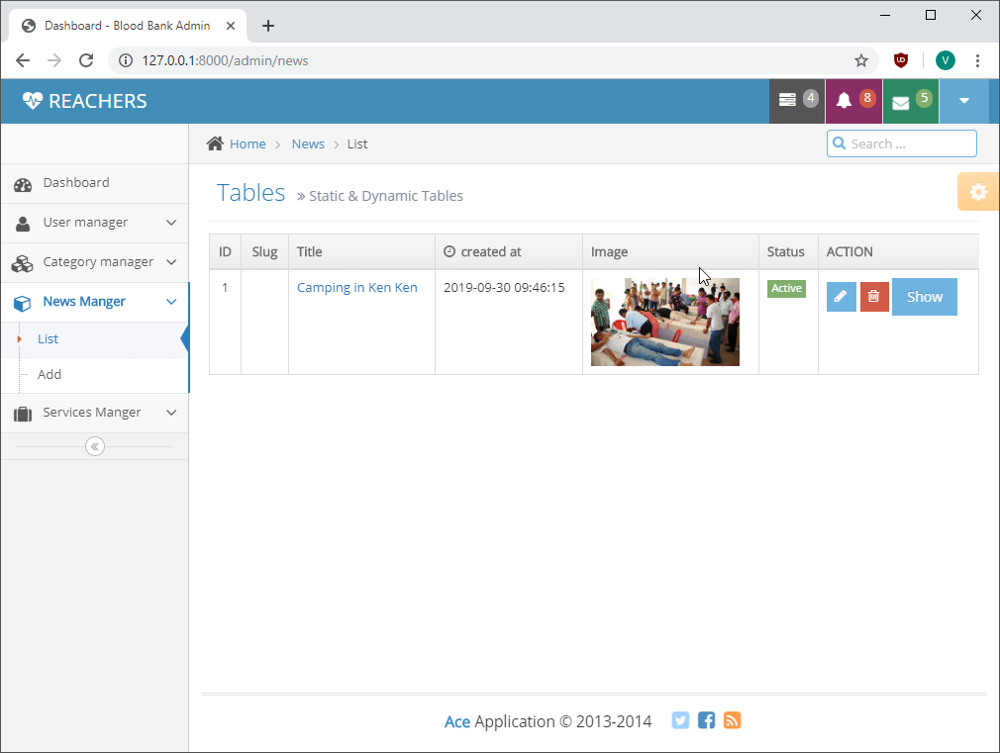 Dashboard - Blood Bank Admin
127.0.0.1:8000/admin/news
UD
V
REACHERS
4
8
5
Home
News
List
Search ...
Dashboard
User manager
Category manager
News Manger
List
Add
Services Manger
Tables
Static & Dynamic Tables
ID Slug Title created at Image Status ACTION
1 Camping in Ken Ken 2019-09-30 09:46:15 Active Show
Ace Application © 2013-2014